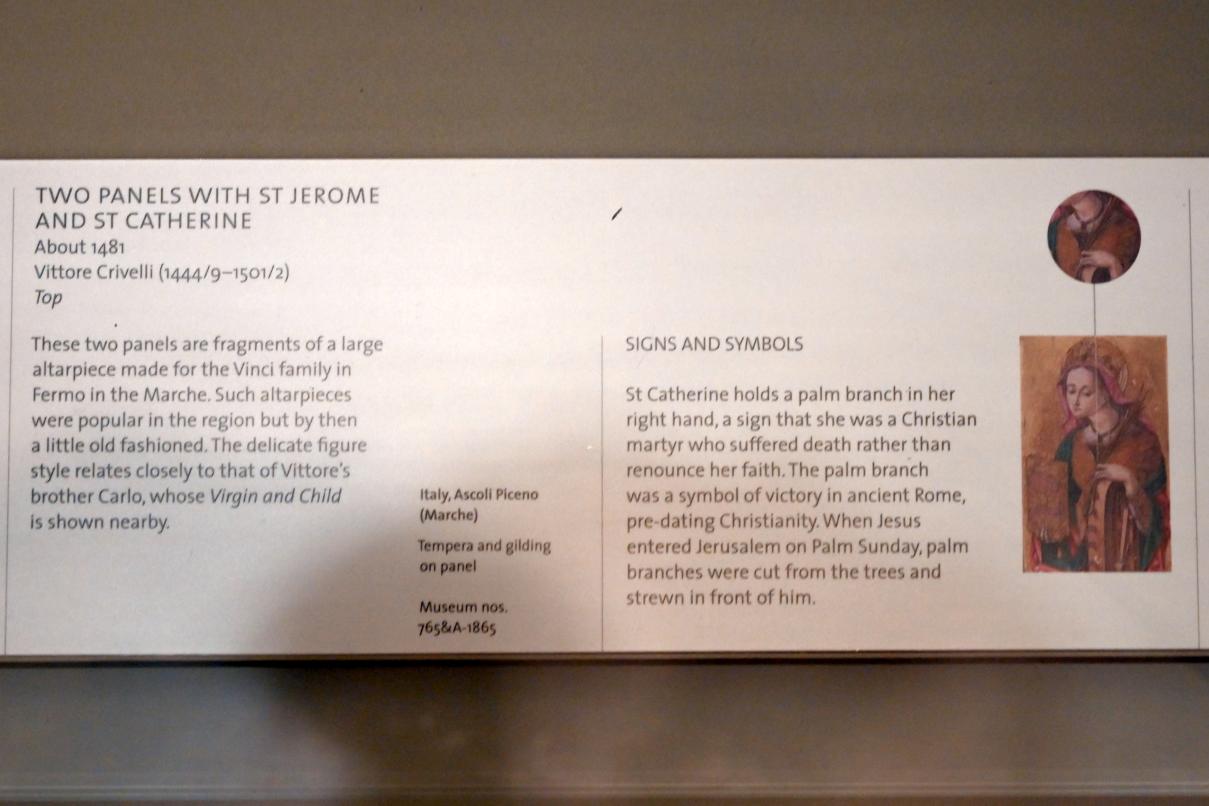 TWO PANELS WITH ST JEROME
AND ST CATHERINE
About 1481
Vittore Crivelli (1444/9–1501/2)
Top
These two panels are fragments of a large
altarpiece made for the Vinci family in
Fermo in the Marche. Such altarpieces
were popular in the region but by then
a little old fashioned. The delicate figure
style relates closely to that of Vittore's
brother Carlo, whose Virgin and Child
is shown nearby.
Italy, Ascoli Piceno
(Marche)
Tempera and gilding
on panel
Museum nos.
765&A-1865
SIGNS AND SYMBOLS
St Catherine holds a palm branch in her
right hand, a sign that she was a Christian
martyr who suffered death rather than
renounce her faith. The palm branch
was a symbol of victory in ancient Rome,
pre-dating Christianity. When Jesus
entered Jerusalem on Palm Sunday, palm
branches were cut from the trees and
strewn in front of him.